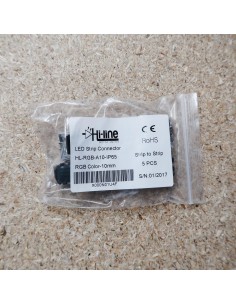 Hi-line
CE
RoHS
LED Strip Connector
HL-RGB-A10-IP65
Strip to Strip
RGB Color-10mm
5 PCS
S/N:01/2017